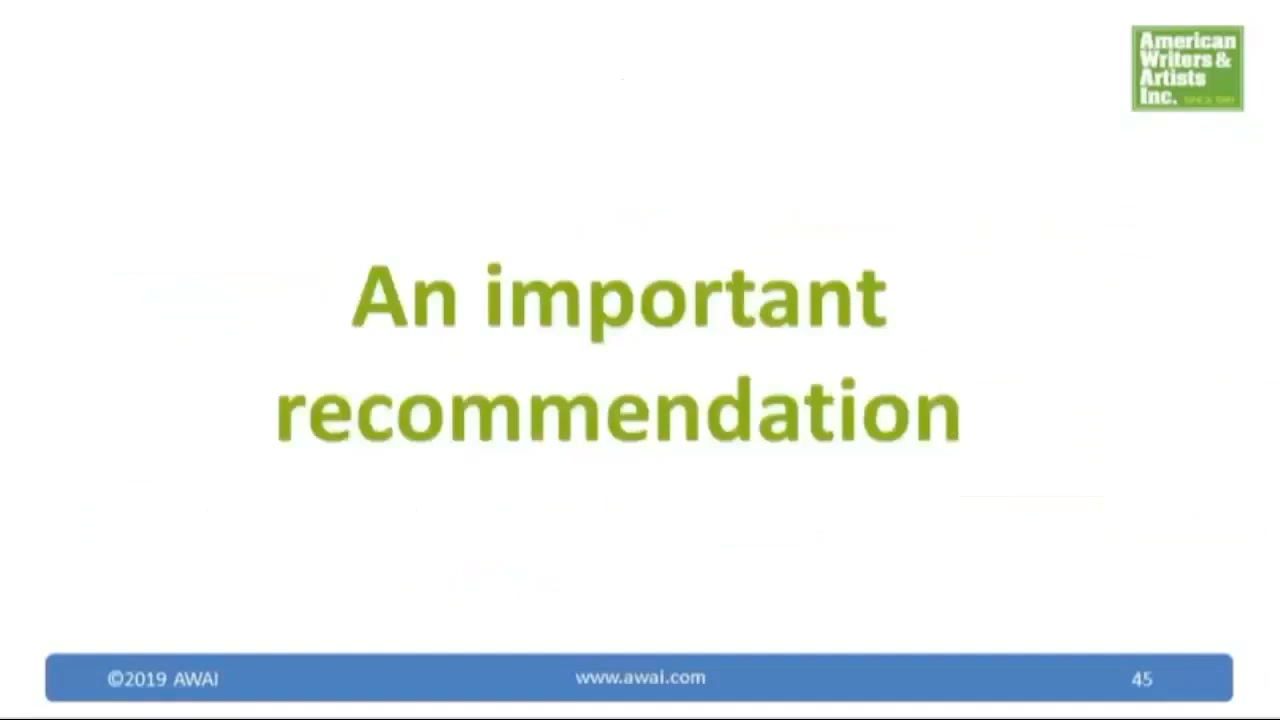 American
Writers &
Artists
Inc.
An important
recommendation
©2019 AWAI
www.awai.com
45